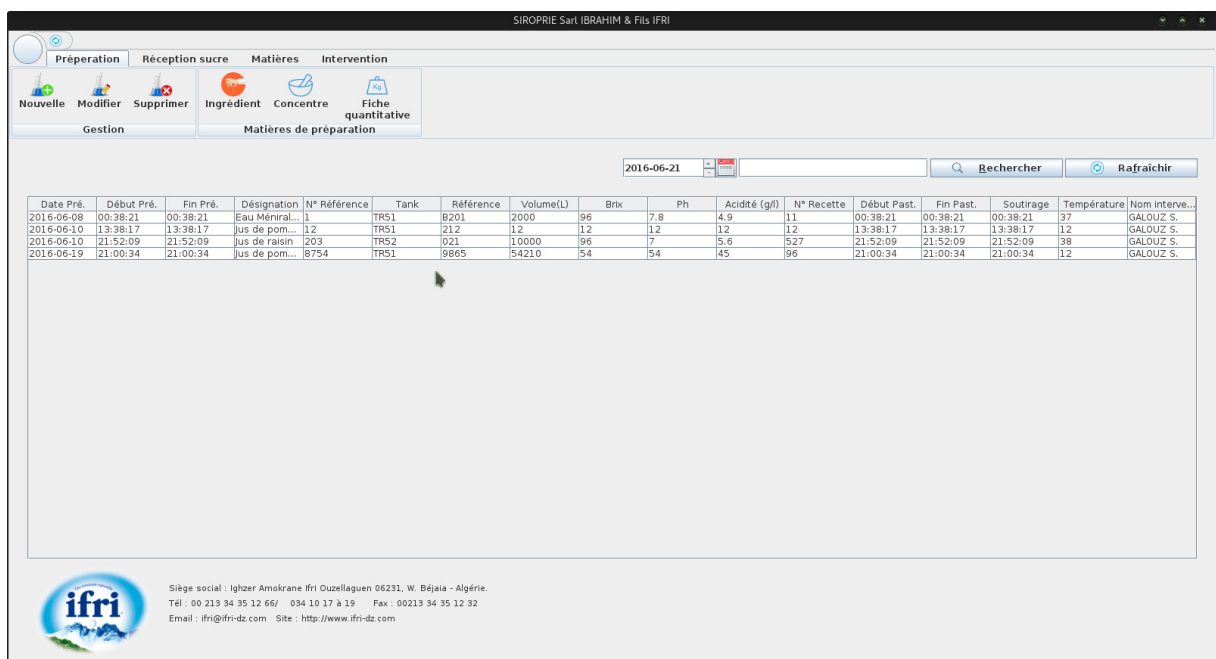 SIROPRIE Sarl IBRAHIM & Fils IFRI
Préperation Réception sucre Matières Intervention
Nouvelle Modifier Supprimer Ingrédient Concentre Fiche quantitative
Kg
Gestion Matières de préparation
2016-06-21 Rechercher Rafraîchir
Date Pré. Début Pré. Fin Pré. Désignation N° Référence Tank Référence Volume(L) Brix Ph Acidité (g/l) N° Recette Début Past. Fin Past. Soutirage Température Nom interve...
2016-06-08 00:38:21 00:38:21 Eau Méniral... 1 TR51 B201 2000 96 7.8 4.9 11 00:38:21 00:38:21 00:38:21 37 GALOUZ S.
2016-06-10 13:38:17 13:38:17 Jus de pom... 12 TR51 212 12 12 12 12 12 13:38:17 13:38:17 13:38:17 12 GALOUZ S.
2016-06-10 21:52:09 21:52:09 Jus de raisin 203 TR52 021 10000 96 7 5.6 527 21:52:09 21:52:09 21:52:09 38 GALOUZ S.
2016-06-19 21:00:34 21:00:34 Jus de pom... 8754 TR51 9865 54210 54 54 45 96 21:00:34 21:00:34 21:00:34 12 GALOUZ S.
ifri
Siège social : Ighzer Amokrane Ifri Ouzellaguen 06231, W. Béjaia - Algérie.
Tél : 00 213 34 35 12 66/ 034 10 17 à 19 Fax : 00213 34 35 12 32
Email : ifri@ifri-dz.com Site : http://www.ifri-dz.com